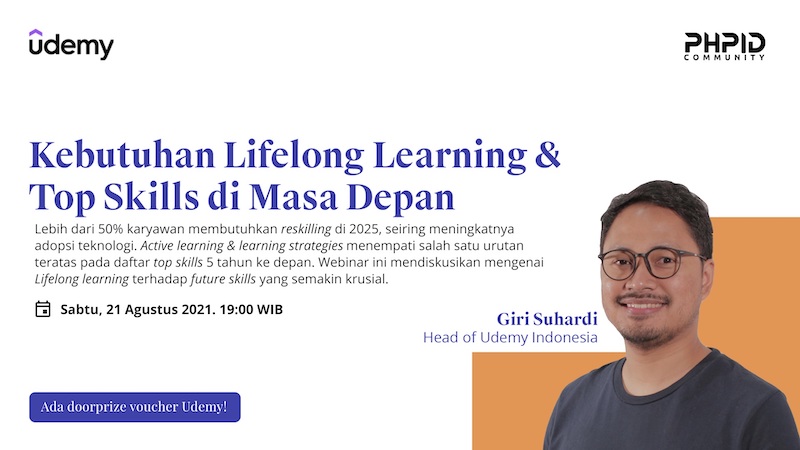 ûdemy
PHPID
COMMUNITY
Kebutuhan Lifelong Learning &
Top Skills di Masa Depan
Lebih dari 50% karyawan membutuhkan reskilling di 2025, seiring meningkatnya
adopsi teknologi. Active learning & learning strategies menempati salah satu urutan
teratas pada daftar top skills 5 tahun ke depan. Webinar ini mendiskusikan mengenai
Lifelong learning terhadap future skills yang semakin krusial.
Sabtu, 21 Agustus 2021. 19:00 WIB
Giri Suhardi
Head of Udemy Indonesia
Ada doorprize voucher Udemy!